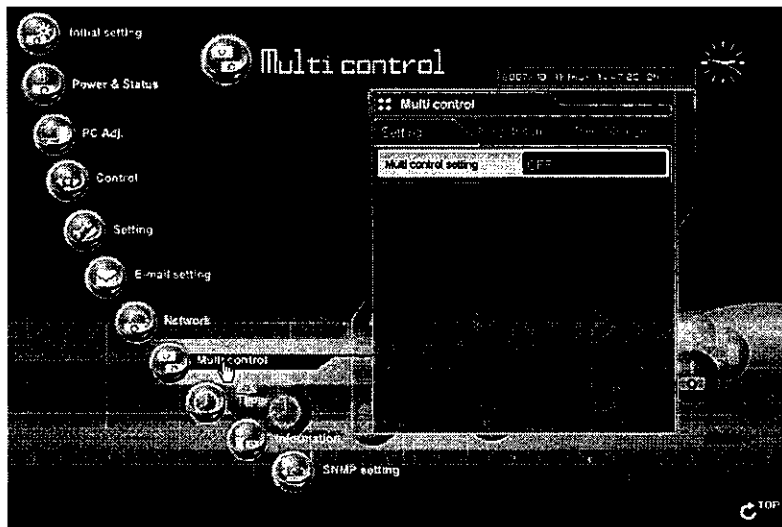 Initial setting
Multi control
Power & Status
Multi control
PC Adj.
Setting
Multi control setting
OFF
Control
Setting
E-mail setting
Network
Multi control
Timer
Information
SNMP setting
TOP